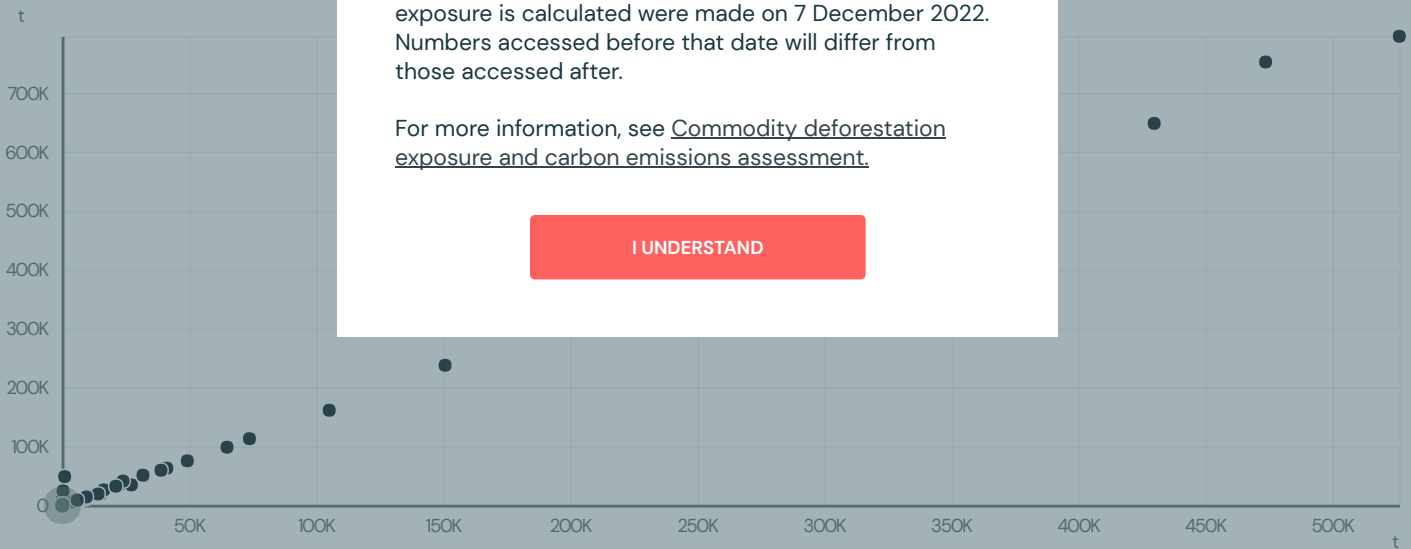 t
exposure is calculated were made on 7 December 2022.
Numbers accessed before that date will differ from
those accessed after.
For more information, see Commodity deforestation
exposure and carbon emissions assessment.
I UNDERSTAND
700K
600K
500K
400K
300K
200K
100K
0
50K 100K 150K 200K 250K 300K 350K 400K 450K 500K
t